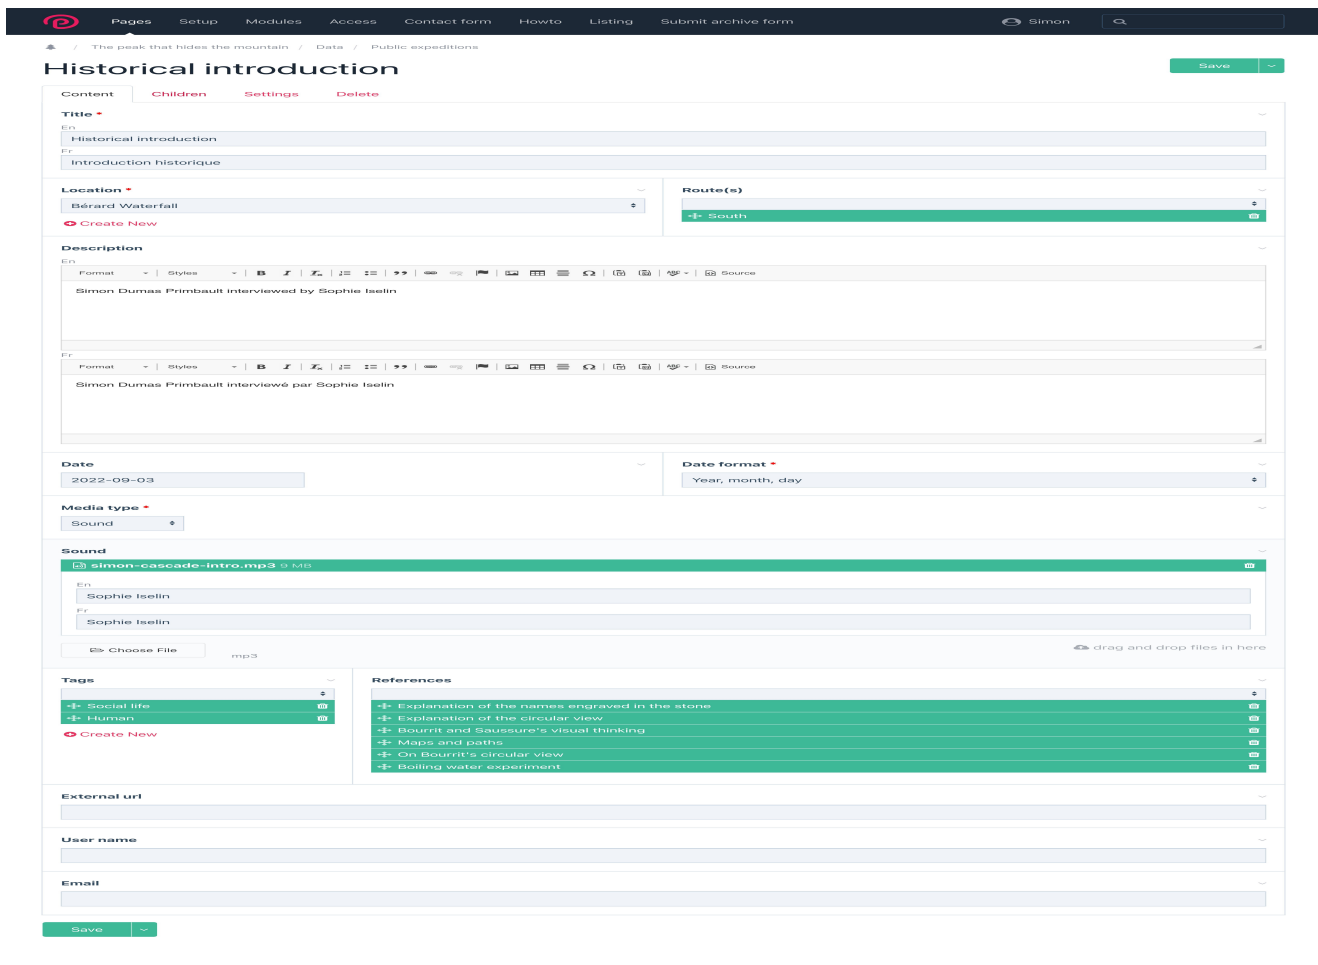 Pages Setup Modules Access Contact form Howto Listing Submit archive form Simon
/ The peak that hides the mountain / Data / Public expeditions
Historical introduction
Save
Content Children Settings Delete
Title *
En
Historical introduction
Fr
Introduction historique
Location * Route(s)
Bérard Waterfall
South
Create New
Description
En
Format Styles B I Tx Source
Simon Dumas Primbault interviewed by Sophie Iselin
Fr
Format Styles B I Tx Source
Simon Dumas Primbault interviewé par Sophie Iselin
Date Date format *
2022-09-03 Year, month, day
Media type *
Sound
Sound
simon-cascade-intro.mp3 9 MB
En
Sophie Iselin
Fr
Sophie Iselin
Choose File mp3 drag and drop files in here
Tags References
Social life Explanation of the names engraved in the stone
Human Explanation of the circular view
Create New Bourrit and Saussure's visual thinking
Maps and paths
On Bourrit's circular view
Boiling water experiment
External url
User name
Email
Save